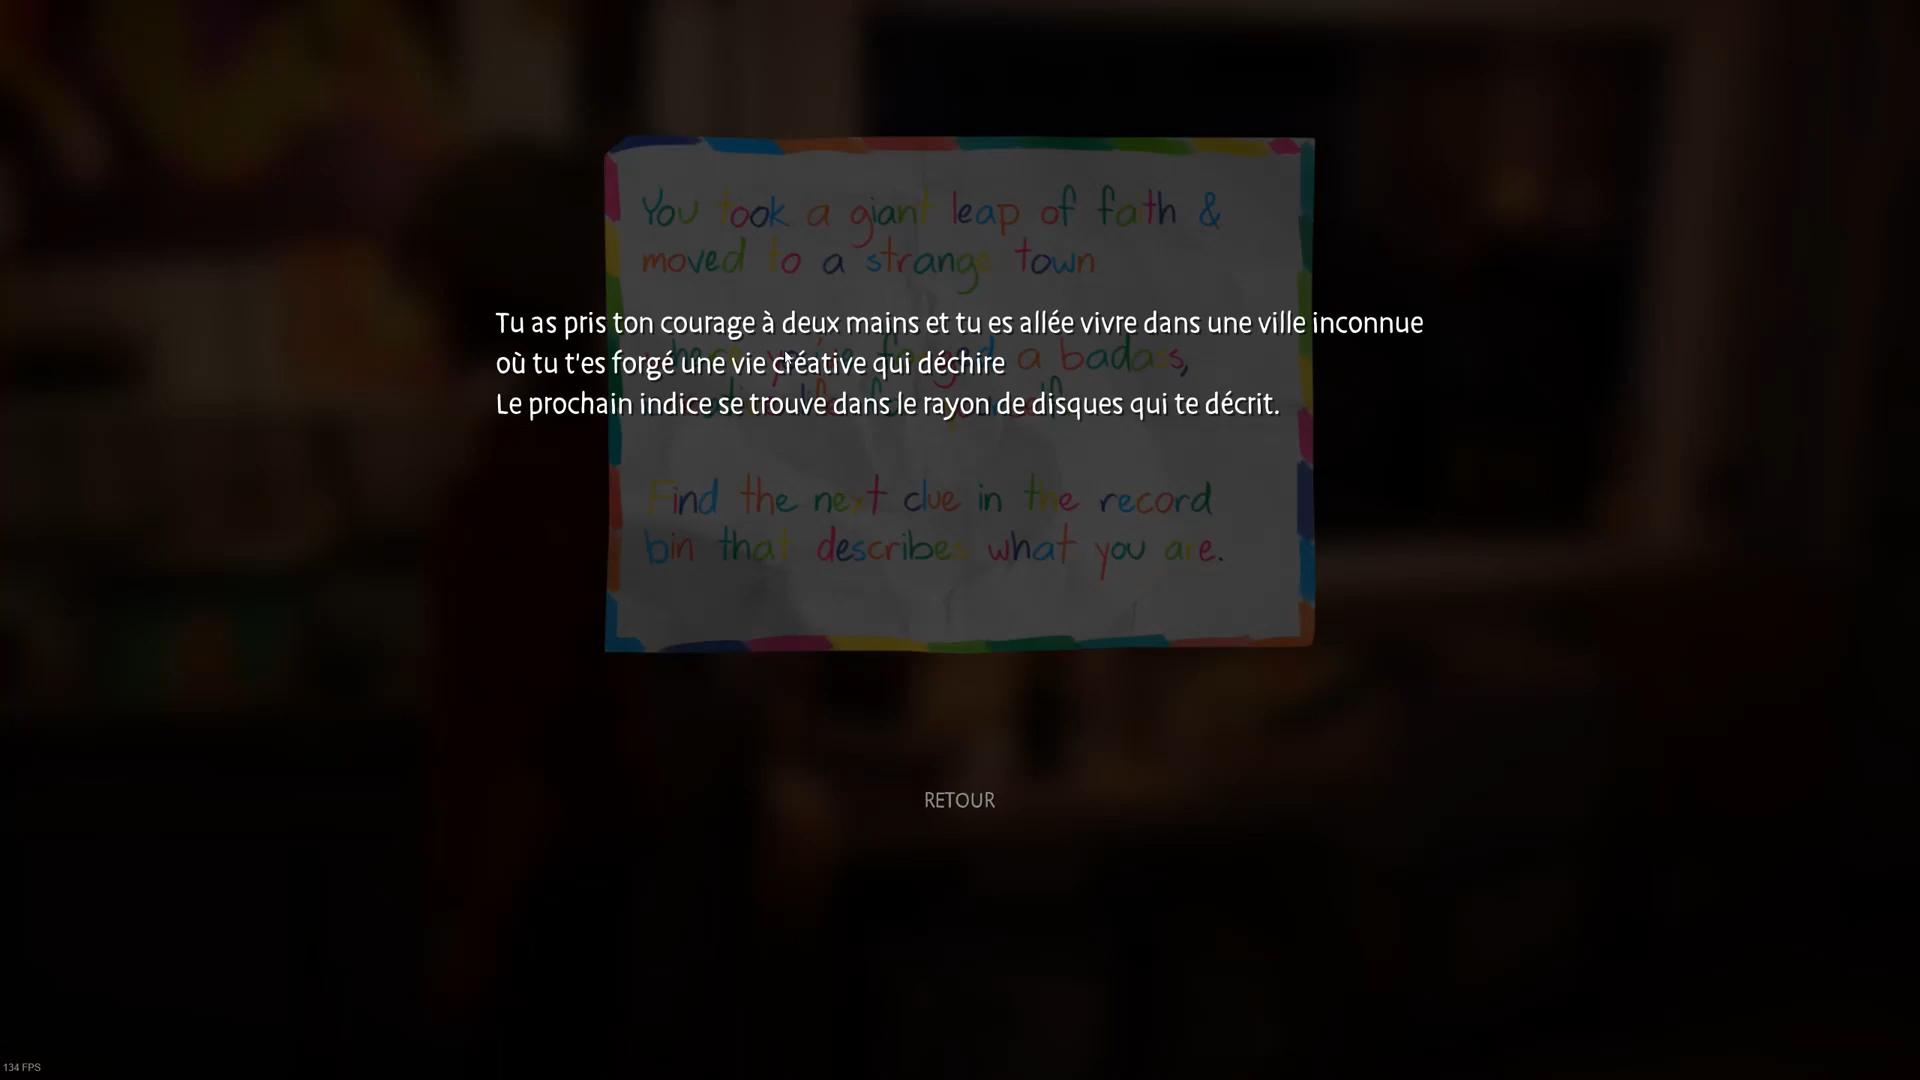 You took a giant leap of faith &
moved to a strange town
Tu as pris ton courage à deux mains et tu es allée vivre dans une ville inconnue
a badass,
où tu t'es forgé une vie créative qui déchire
Le prochain indice se trouve dans le rayon de disques qui te décrit.
Find the next clue in the record
bin that describes what you are.
RETOUR
134 FPS